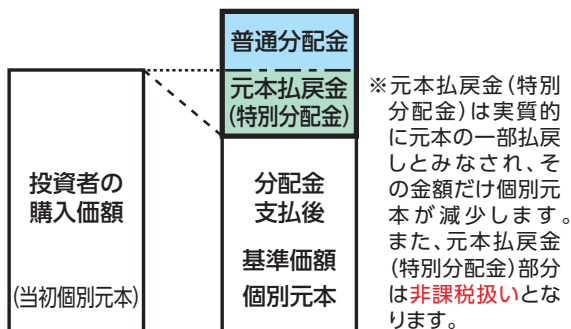 普通分配金
元本払戻金
(特別分配金)
投資者の
購入価額
(当初個別元本)
分配金
支払後
基準価額
個別元本
※元本払戻金(特別
分配金)は実質的
に元本の一部払戻
しとみなされ、そ
の金額だけ個別元
本が減少します。
また、元本払戻金
(特別分配金)部分
は非課税扱いとな
ります。